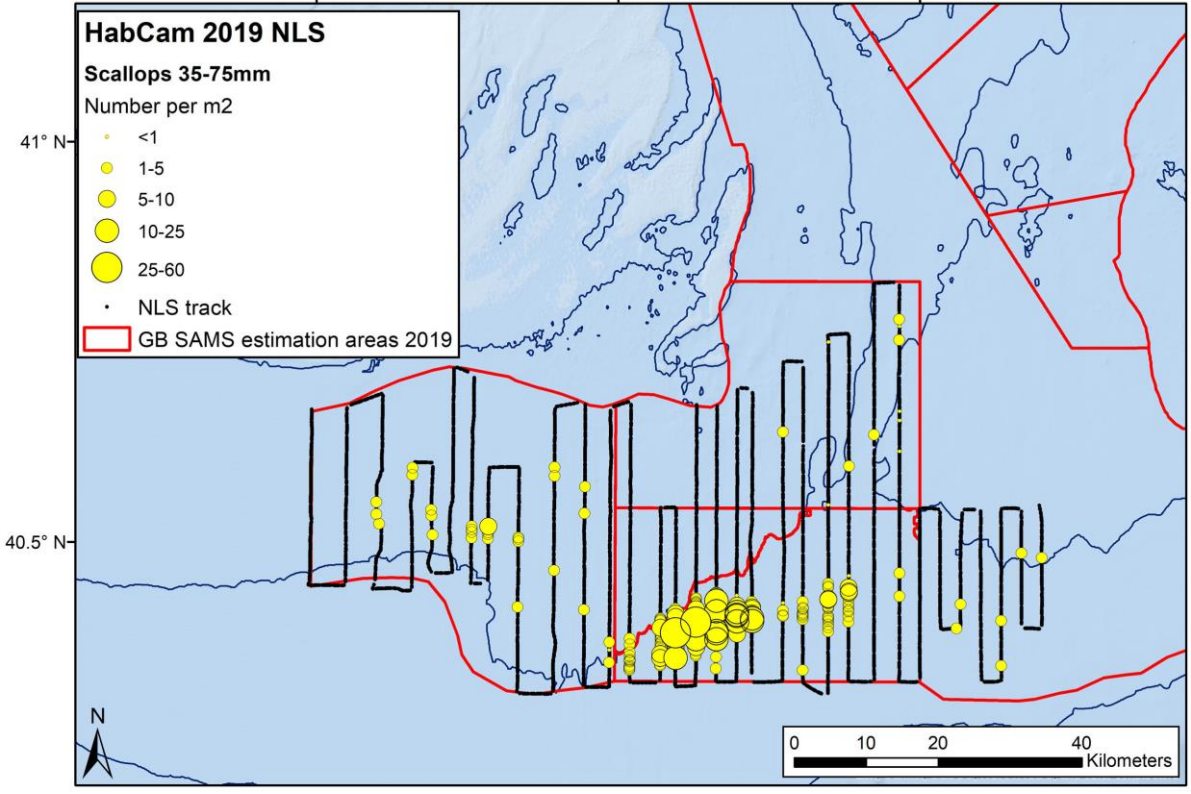 HabCam 2019 NLS
Scallops 35-75mm
Number per m2
<1
1-5
5-10
10-25
25-60
NLS track
GB SAMS estimation areas 2019
41° N
40.5° N
N
0 10 20 40
Kilometers